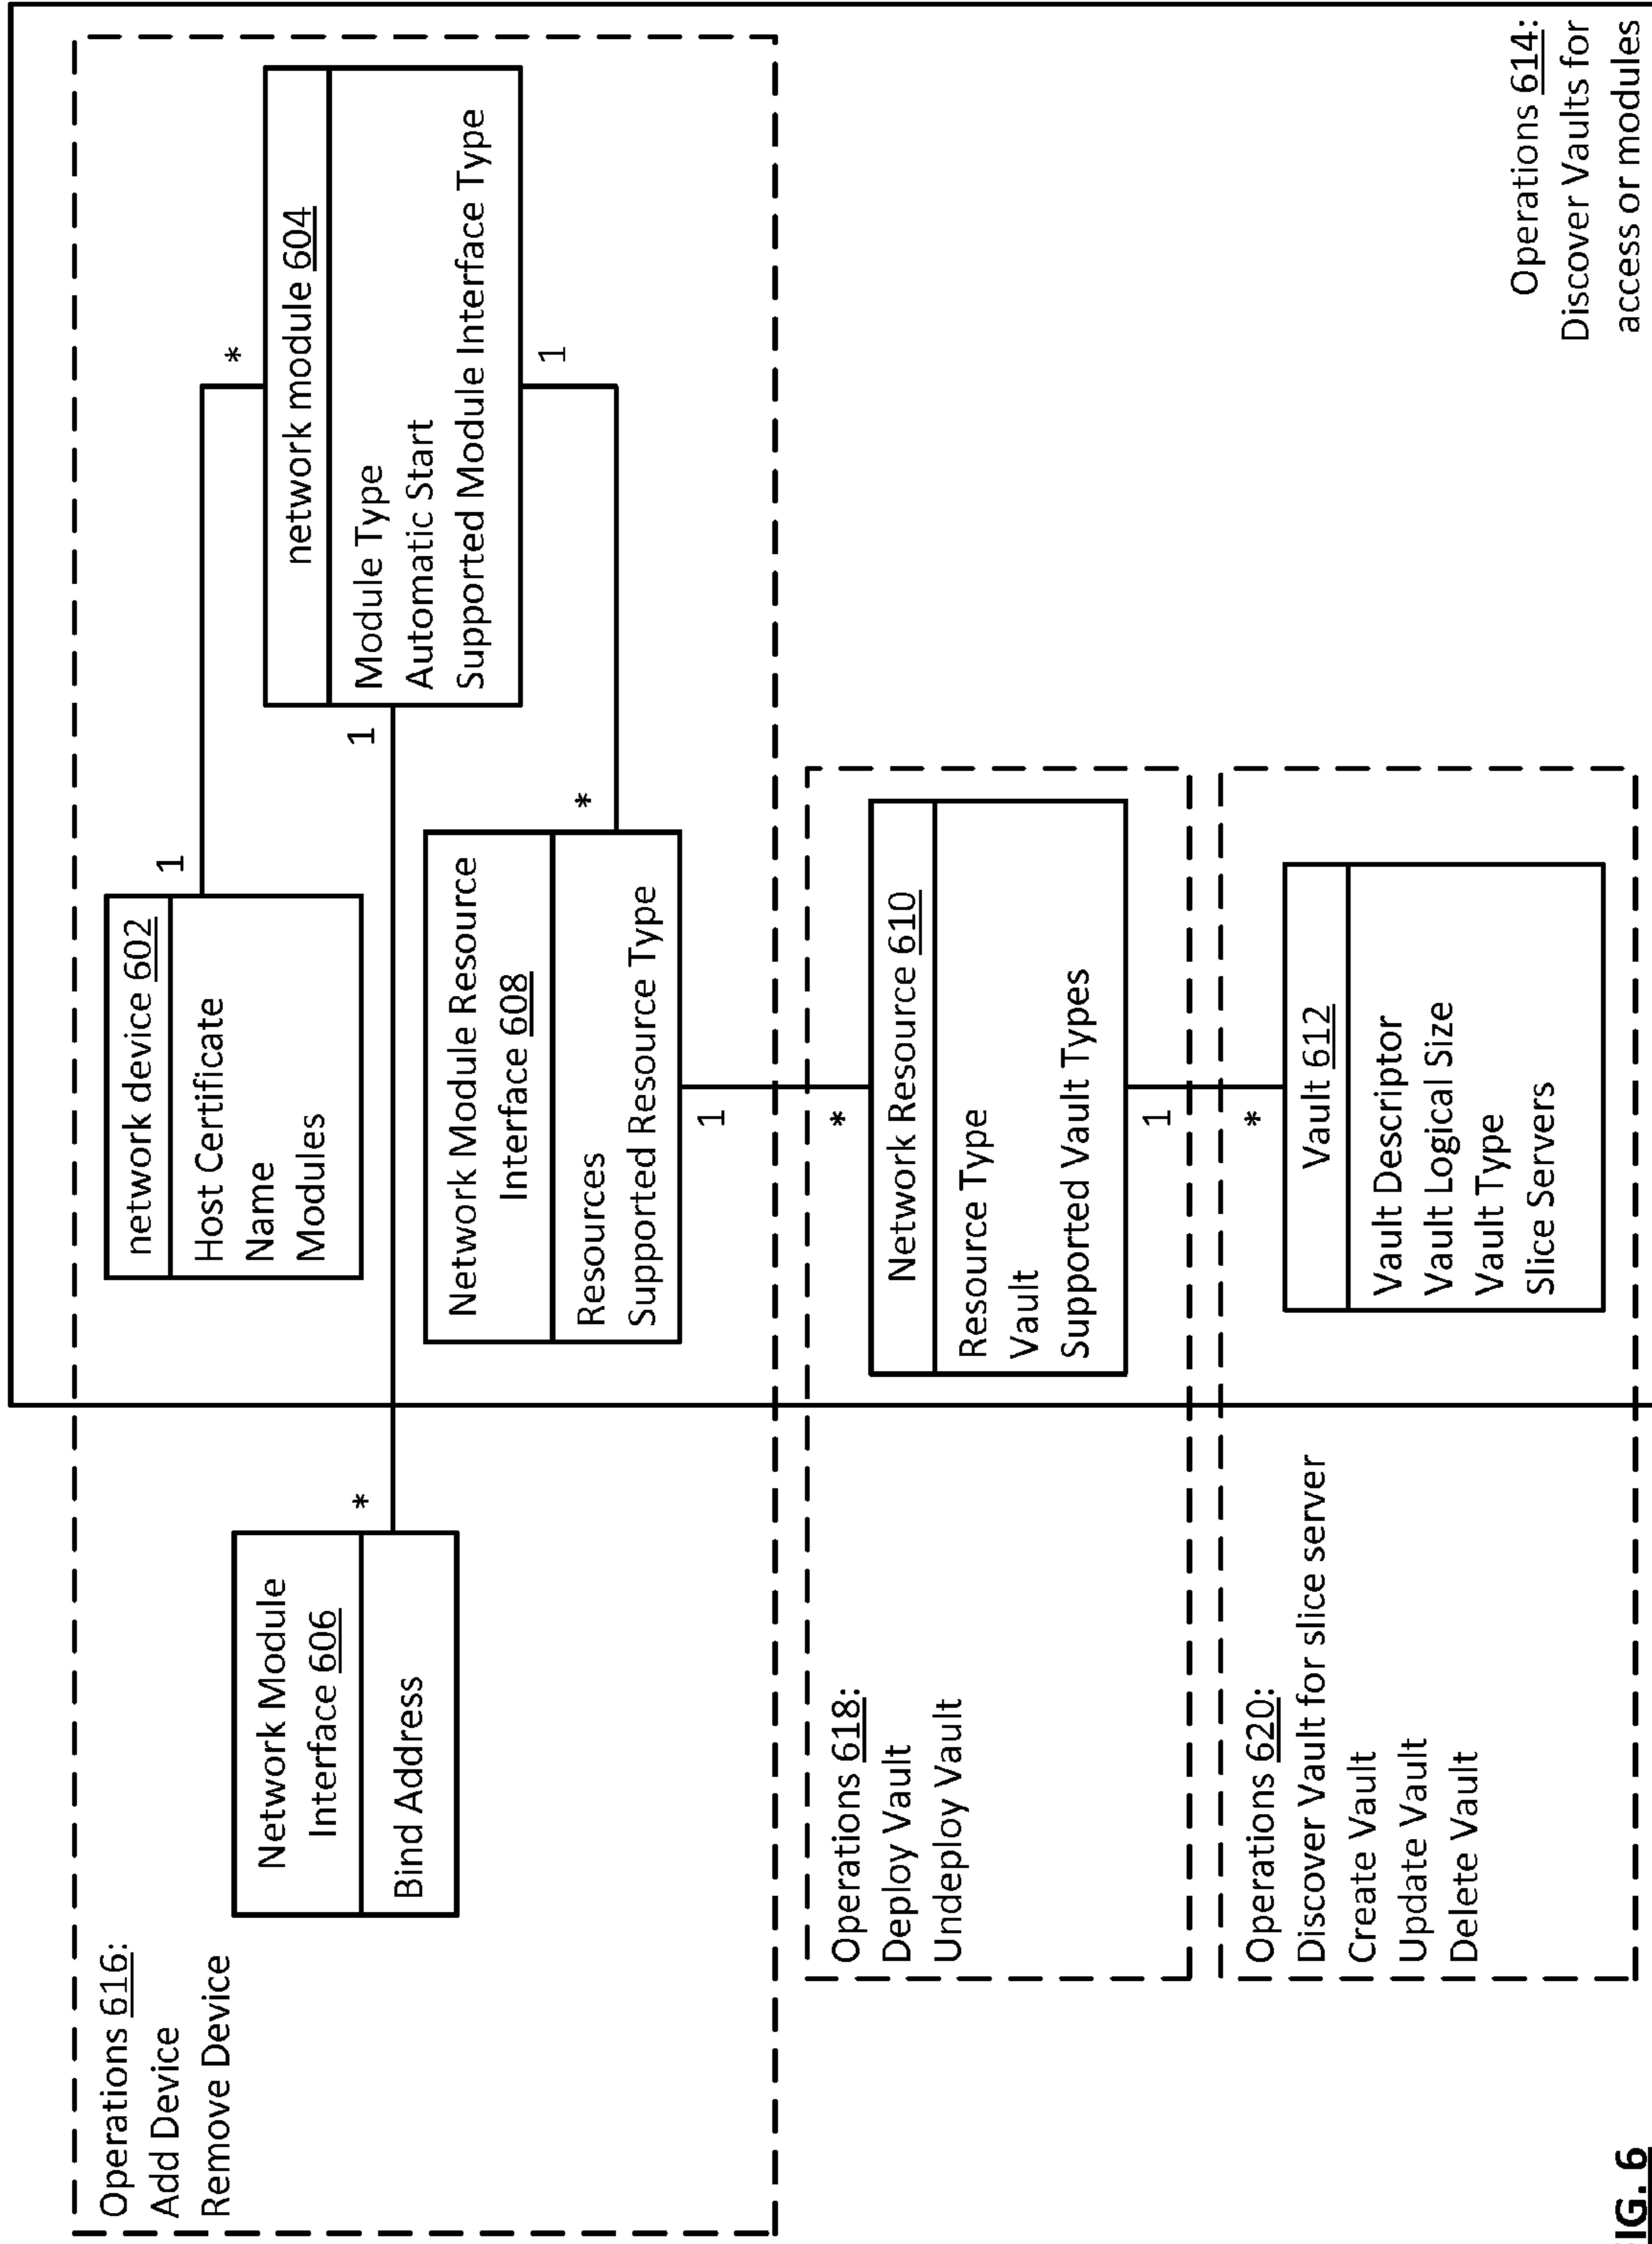 Operations 616:
Add Device
Remove Device
Network Module
Interface 606
Bind Address
*
1
network device 602
Host Certificate
Name
Modules
1
*
network module 604
Module Type
Automatic Start
Supported Module Interface Type
1
*
Network Module Resource
Interface 608
Resources
Supported Resource Type
1
*
Operations 618:
Deploy Vault
Undeploy Vault
Network Resource 610
Resource Type
Vault
Supported Vault Types
1
*
Operations 620:
Discover Vault for slice server
Create Vault
Update Vault
Delete Vault
Vault 612
Vault Descriptor
Vault Logical Size
Vault Type
Slice Servers
Operations 614:
Discover Vaults for
access or modules
IG. 6